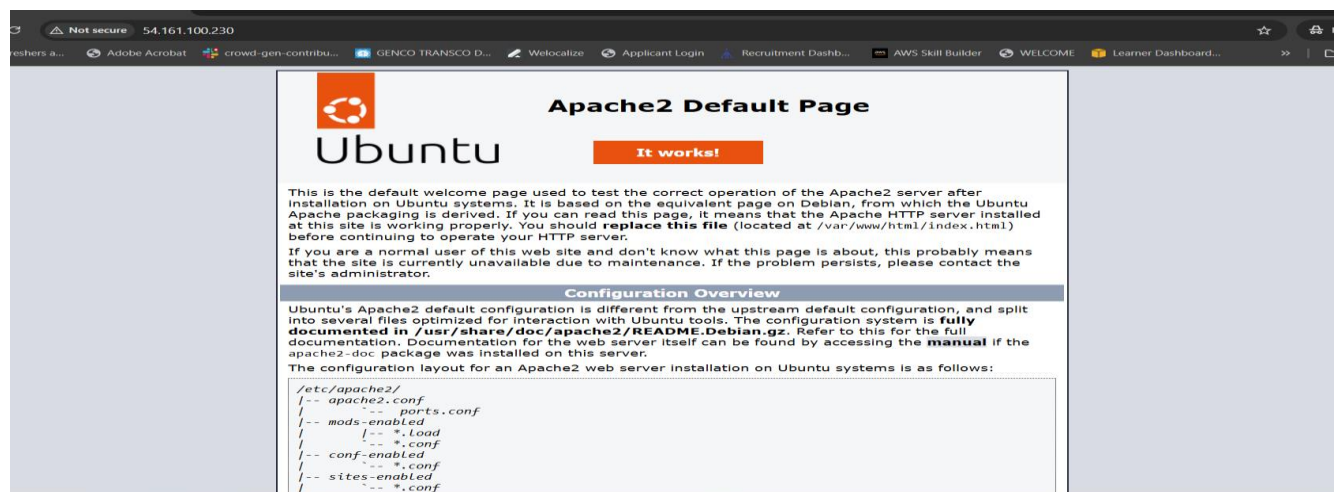 Not secure 54.161.100.230
reshers a... Adobe Acrobat crowd-gen-contribu... GENCO TRANSCO D... Welocalize Applicant Login Recruitment Dashb... AWS Skill Builder WELCOME Learner Dashboard... »
Apache2 Default Page
Ubuntu
It works!
This is the default welcome page used to test the correct operation of the Apache2 server after
installation on Ubuntu systems. It is based on the equivalent page on Debian, from which the Ubuntu
Apache packaging is derived. If you can read this page, it means that the Apache HTTP server installed
at this site is working properly. You should replace this file (located at /var/www/html/index.html)
before continuing to operate your HTTP server.
If you are a normal user of this web site and don't know what this page is about, this probably means
that the site is currently unavailable due to maintenance. If the problem persists, please contact the
site's administrator.
Configuration Overview
Ubuntu's Apache2 default configuration is different from the upstream default configuration, and split
into several files optimized for interaction with Ubuntu tools. The configuration system is fully
documented in /usr/share/doc/apache2/README.Debian.gz. Refer to this for the full
documentation. Documentation for the web server itself can be found by accessing the manual if the
apache2-doc package was installed on this server.
The configuration layout for an Apache2 web server installation on Ubuntu systems is as follows:
/etc/apache2/
|-- apache2.conf
|       `--  ports.conf
|-- mods-enabled
|       |-- *.load
|       `-- *.conf
|-- conf-enabled
|       `-- *.conf
|-- sites-enabled
|       `-- *.conf